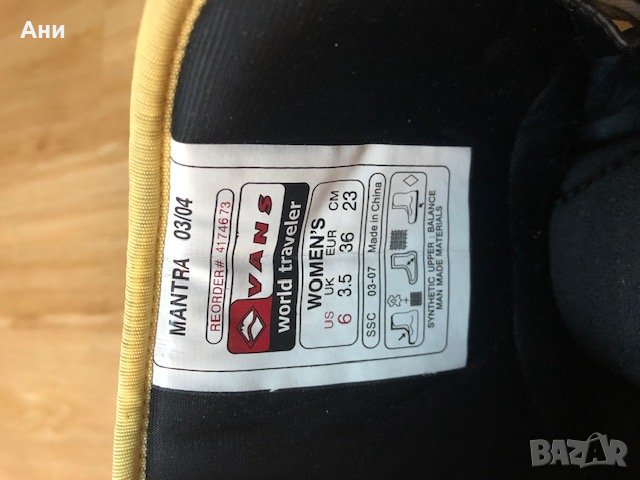 Ани
MANTRA 03/04
REORDER# 4174673
VANS
world traveler
WOMEN'S
US UK EUR CM
6 3.5 36 23
SSC 03-07 Made in China
SYNTHETIC UPPER : BALANCE
MAN MADE MATERIALS
BAZAR